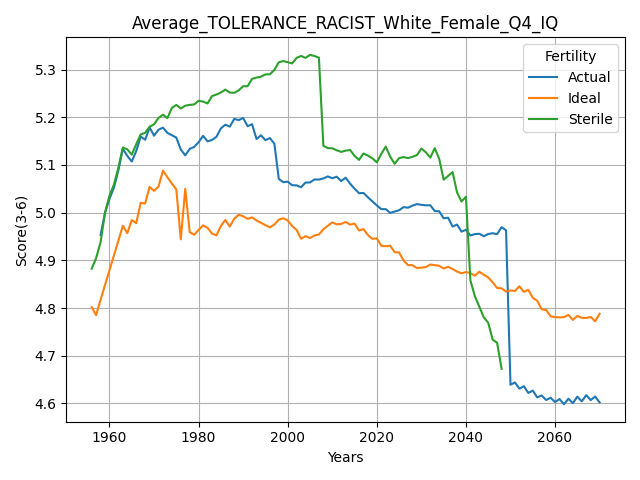 Average_TOLERANCE_RACIST_White_Female_Q4_IQ
Score(3-6)
5.3
5.2
5.1
5.0
4.9
4.8
4.7
4.6
Fertility
Actual
Ideal
Sterile
1960 1980 2000 2020 2040 2060
Years